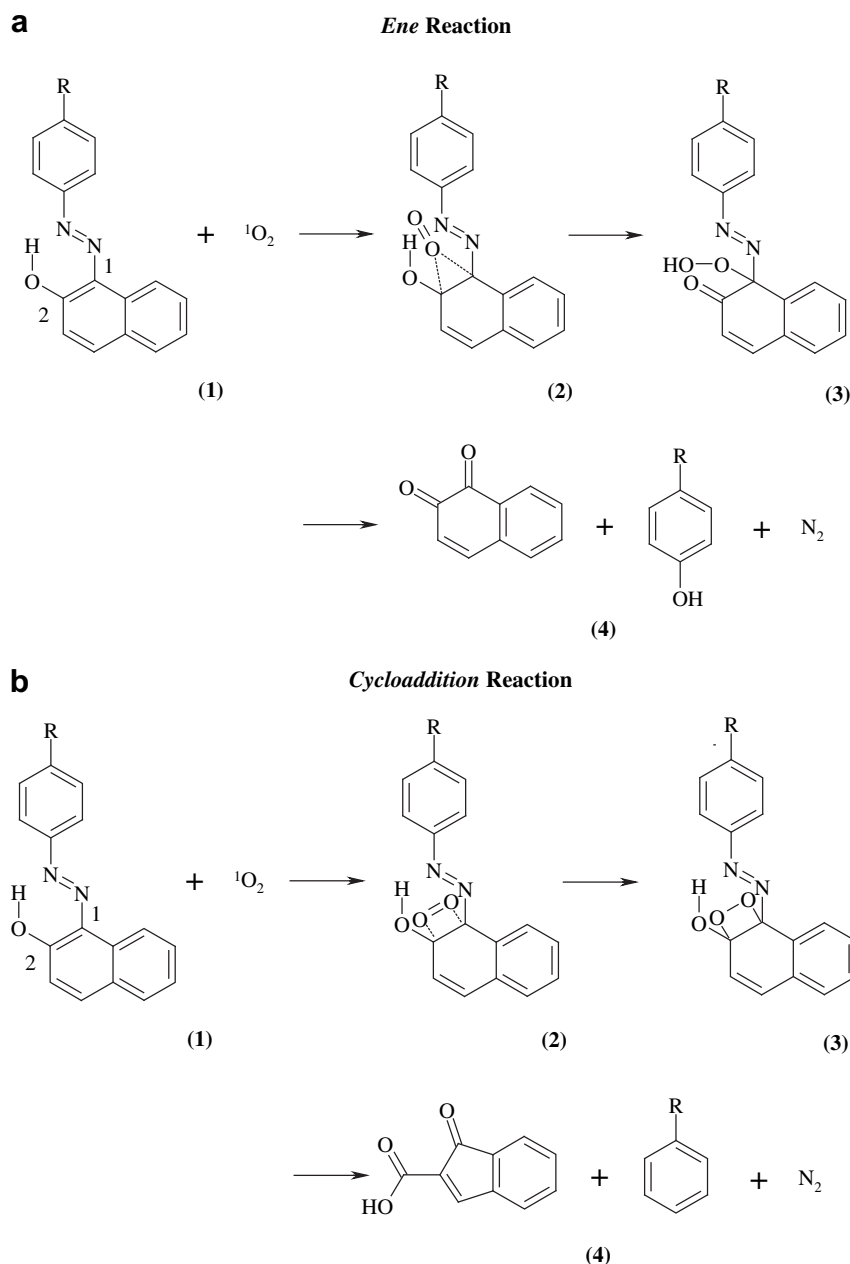 a
Ene Reaction
R
N
N
H
O
1
2
+ ¹O₂
(1)
R
O
N
N
H
O
O
(2)
R
N
N
HO
O
O
(3)
O
O
+
R
OH
+ N₂
(4)
b
Cycloaddition Reaction
R
N
N
H
O
1
2
+ ¹O₂
(1)
R
N
N
H
O
O
O
(2)
R
N
N
H
O
O
O
(3)
O
O
HO
+
R
+ N₂
(4)